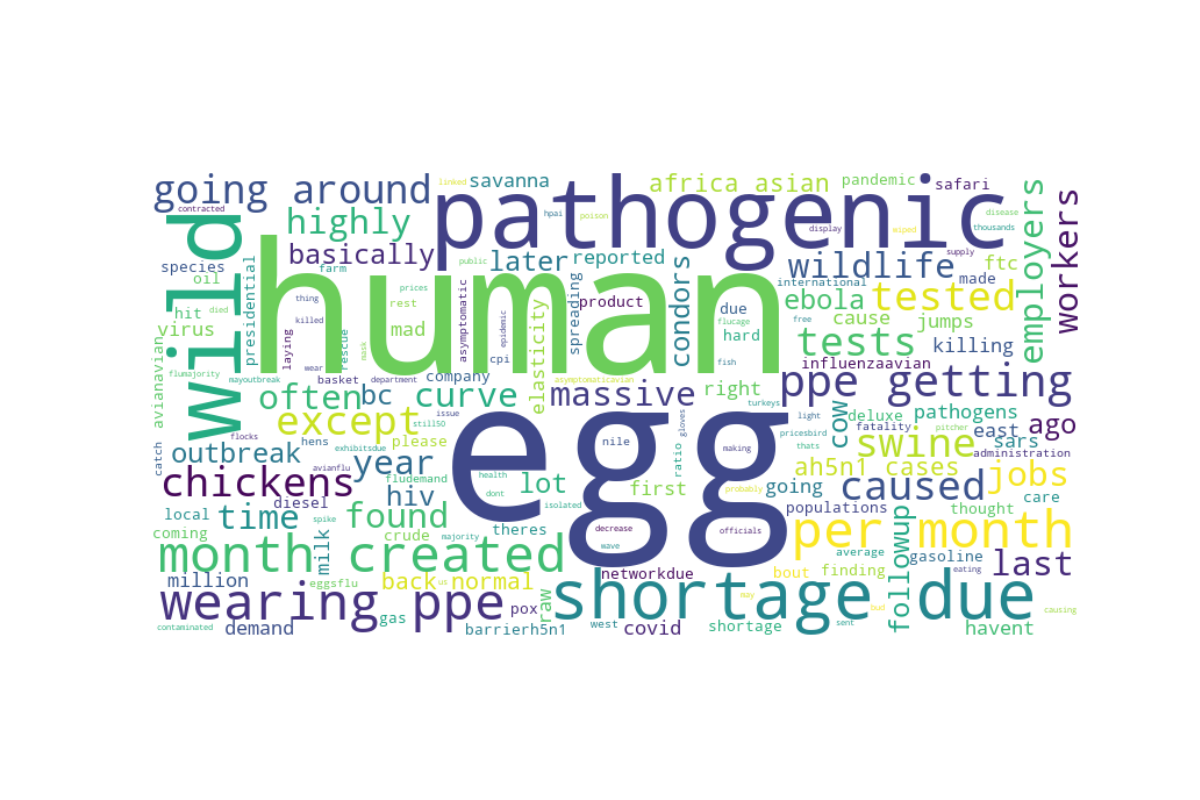 going around
contracted
linked
savanna
poison
hpai
africa asian
wiped
display
pandemic
safari
disease
thousands
pathogenic
wild
human
egg
highly
basically
public
later
reported
wildlife
international
supply
ftc
made
employers
workers
species
oil
farm
presidential
hit
died
virus
avianavian
flumajority
thing
killed
prices
rest
mad
mask
rescue
laying
wear
asymptomatic
epidemic
cpi
spreading
product
condors
due
flucage
hard
fish
ebola
tested
free
cause
jumps
tests
killing
influenzaavian
elasticity
mayoutbreak
basket
department
company
asymptomaticavian
often
bc
curve
massive
right
turkeys
ppe getting
except
still50
issue
please
flocks
hens
exhibitsdue
catch
outbreak
year
avianflu
fludemand
health
dont
lot
isolated
nile
gloves
ratio
making
first
pricesbird
thats
light
cow
deluxe
fatality
pathogens
pitcher
east
sars
ago
swine
administration
probably
ah5n1 cases
jobs
chickens
hiv
diesel
going
caused
care
populations
thought
local
time
found
coming
spike
milk
crude
majority
theres
decrease
officials
wave
per month
followup
average
gasoline
last
month created
million
eggsflu
back
us
normal
networkdue
bout
finding
eating
wearing ppe
gas
pox
raw
shortage due
may
bud
causing
contaminated
demand
barrierh5n1
west
covid
shortage
sent
havent